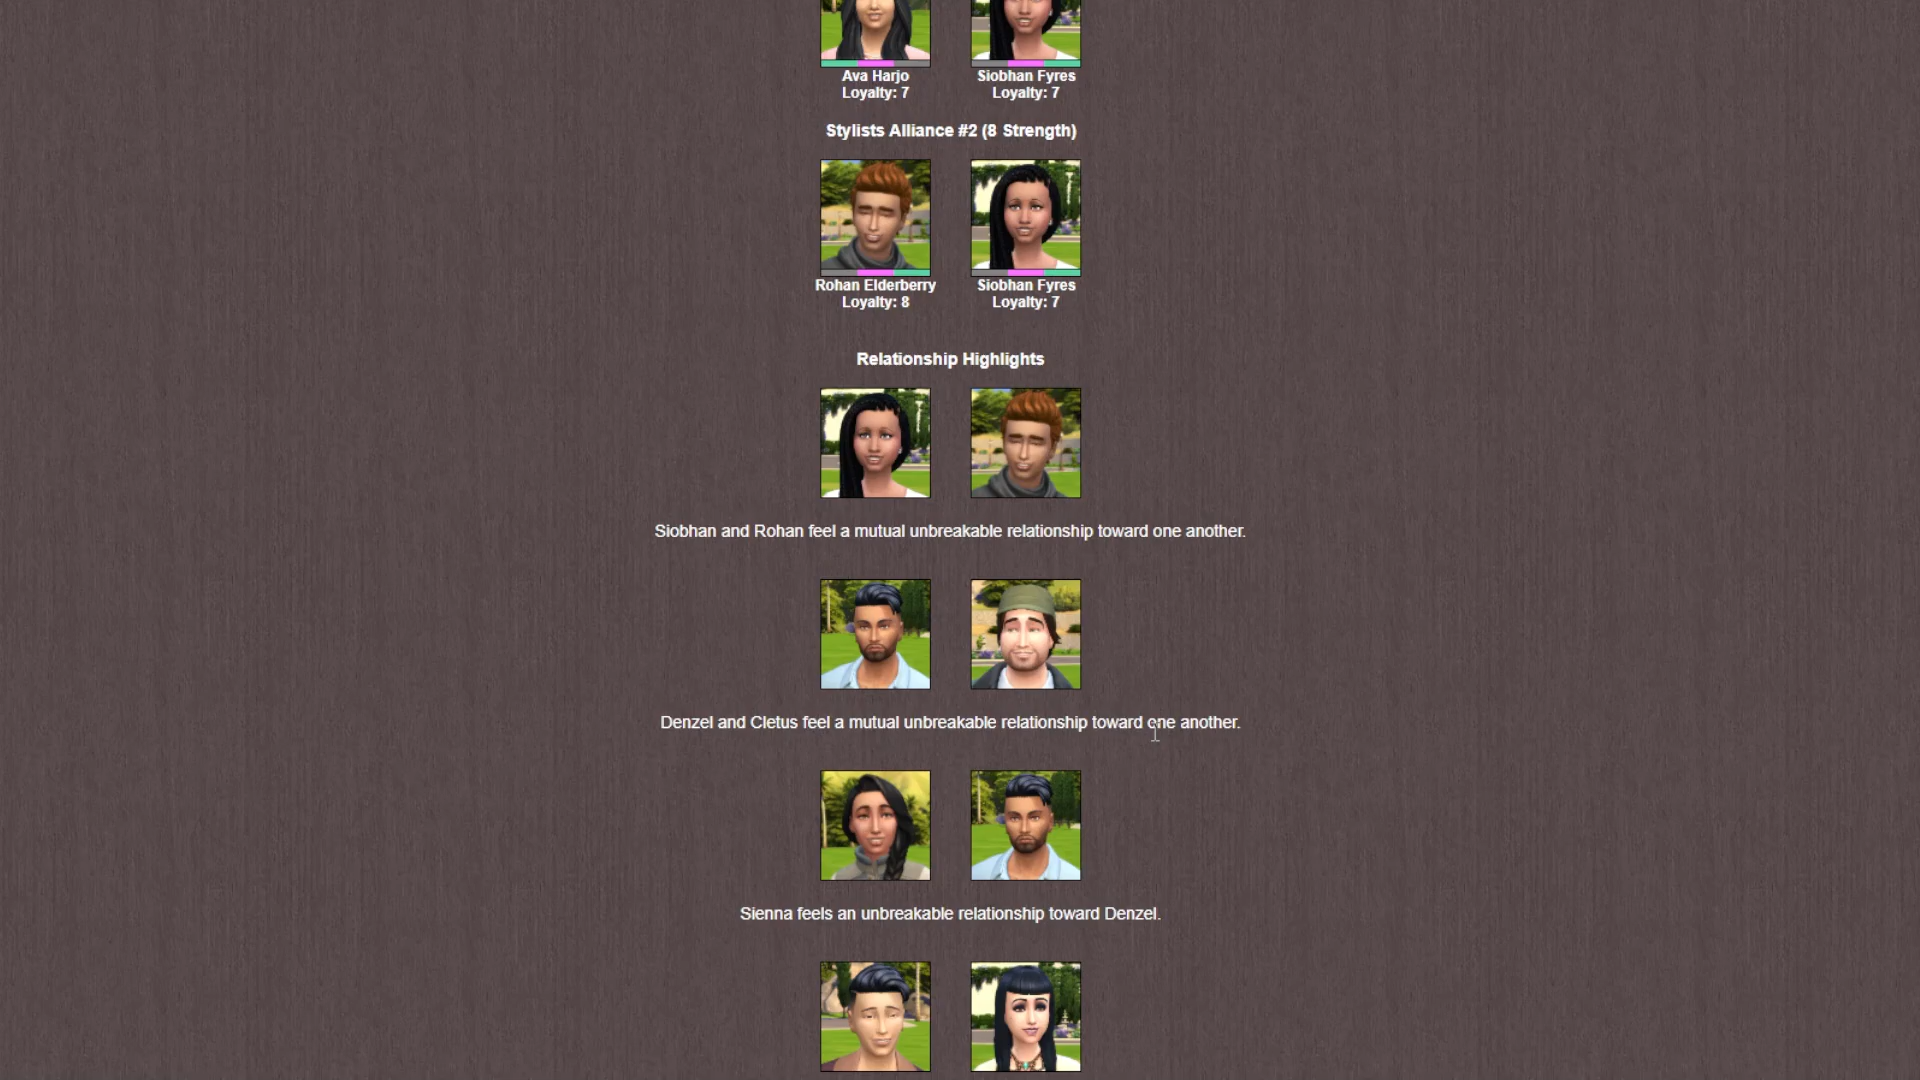 Ava Harjo
Loyalty: 7
Siobhan Fyres
Loyalty: 7
Stylists Alliance #2 (8 Strength)
Rohan Elderberry
Loyalty: 8
Siobhan Fyres
Loyalty: 7
Relationship Highlights
Siobhan and Rohan feel a mutual unbreakable relationship toward one another.
Denzel and Cletus feel a mutual unbreakable relationship toward one another.
Sienna feels an unbreakable relationship toward Denzel.